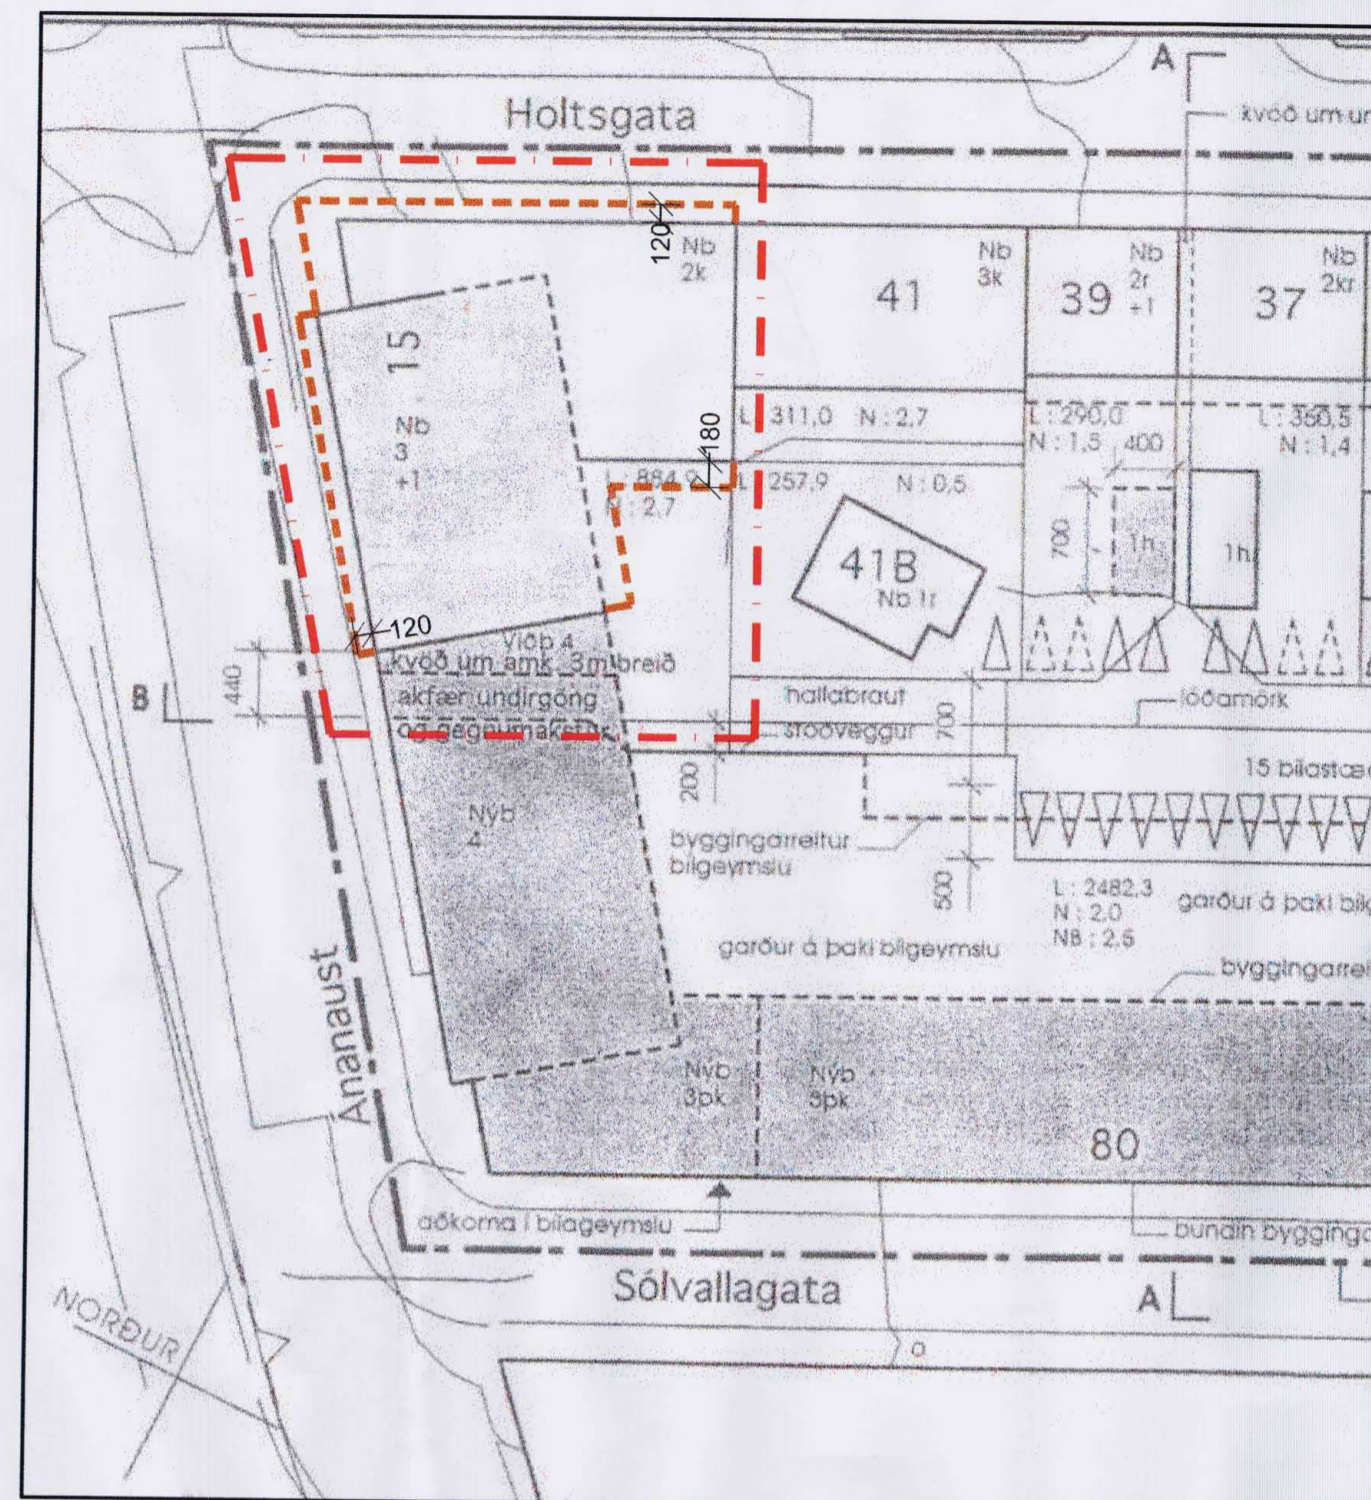 Holtsgata
A
kvöð um
120
Nb
2k
41
Nb
3k
39
Nb
2r
+1
37
Nb
2kr
15
Nb
3
+1
L : 311,0 N : 2,7
L : 290,0
N : 1,5
400
L : 360,5
N : 1,4
180
L : 884,9
N : 2,7
L : 257,9 N : 0,5
700
1h
1h
41B
Nb 1r
120
Viðb 4
kvöð um amk. 3m breið
akfær undirgöng
og gegnumakstur
440
B
hallabraut
stoðveggur
700
lóðamörk
200
15 bílastæ
Nýb
4
byggingarreitur
bílgeymslu
500
L : 2482,3
N : 2,0
NB : 2,5
garður á þaki bílg
garður á þaki bílgeymslu
byggingarrei
Ánanaust
Nýb
3pk
Nýb
3pk
80
aðkoma í bílageymslu
bundin bygginga
Sólvallagata
A
NORÐUR